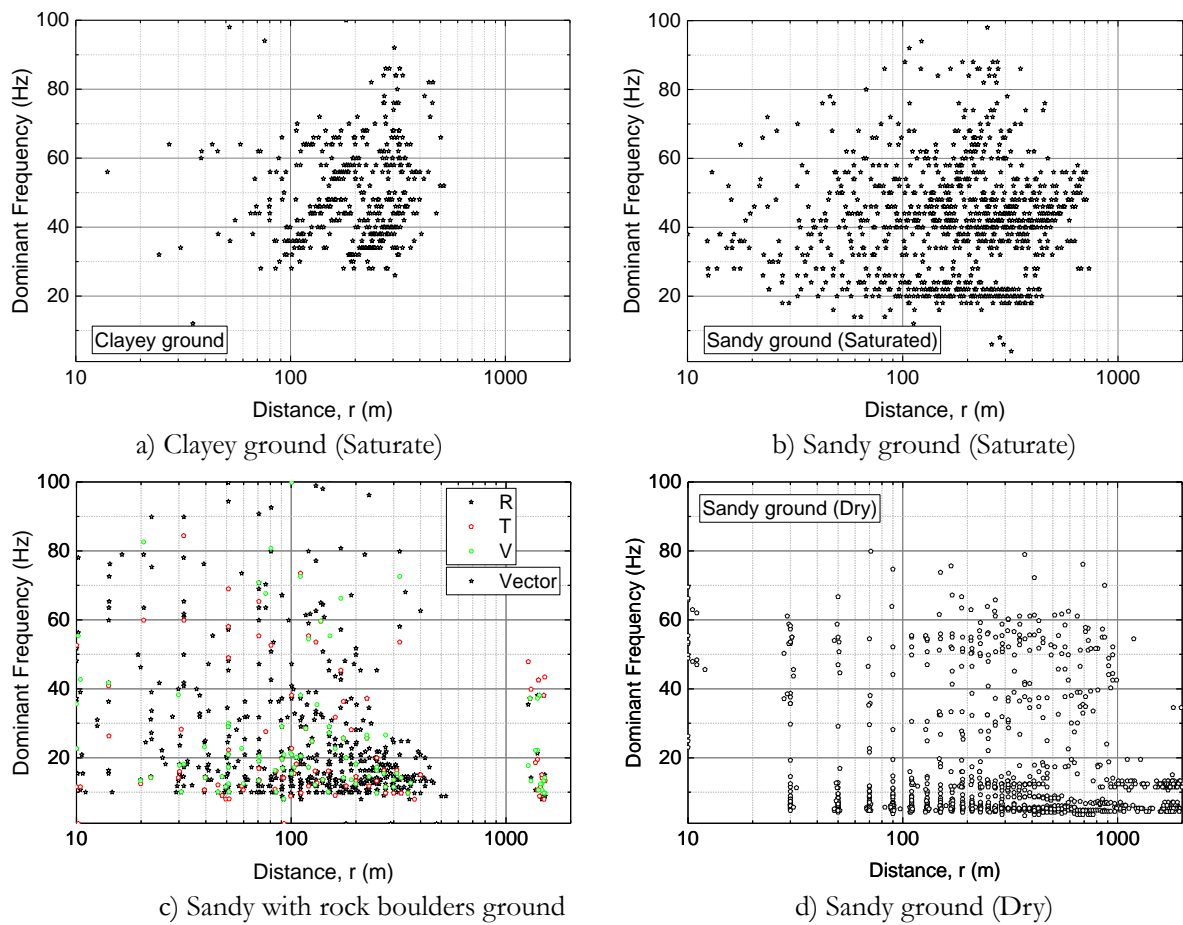 100
80
60
40
20
Dominant Frequency (Hz)
Clayey ground
10
100
1000
Distance, r (m)
a) Clayey ground (Saturate)
100
80
60
40
20
Dominant Frequency (Hz)
Sandy ground (Saturated)
10
100
1000
Distance, r (m)
b) Sandy ground (Saturate)
100
80
60
40
20
Dominant Frequency (Hz)
R
T
V
Vector
10
100
1000
Distance, r (m)
c) Sandy with rock boulders ground
100
80
60
40
20
Dominant Frequency (Hz)
Sandy ground (Dry)
10
100
1000
Distance, r (m)
d) Sandy ground (Dry)